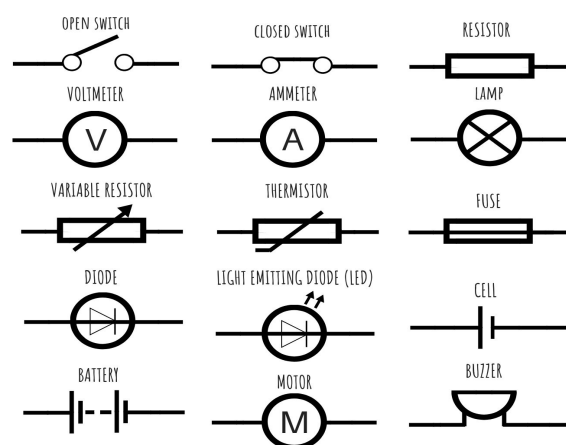 OPEN SWITCH
CLOSED SWITCH
RESISTOR
VOLTMETER
AMMETER
LAMP
V
A
VARIABLE RESISTOR
THERMISTOR
FUSE
DIODE
LIGHT EMITTING DIODE (LED)
CELL
BATTERY
MOTOR
BUZZER
M